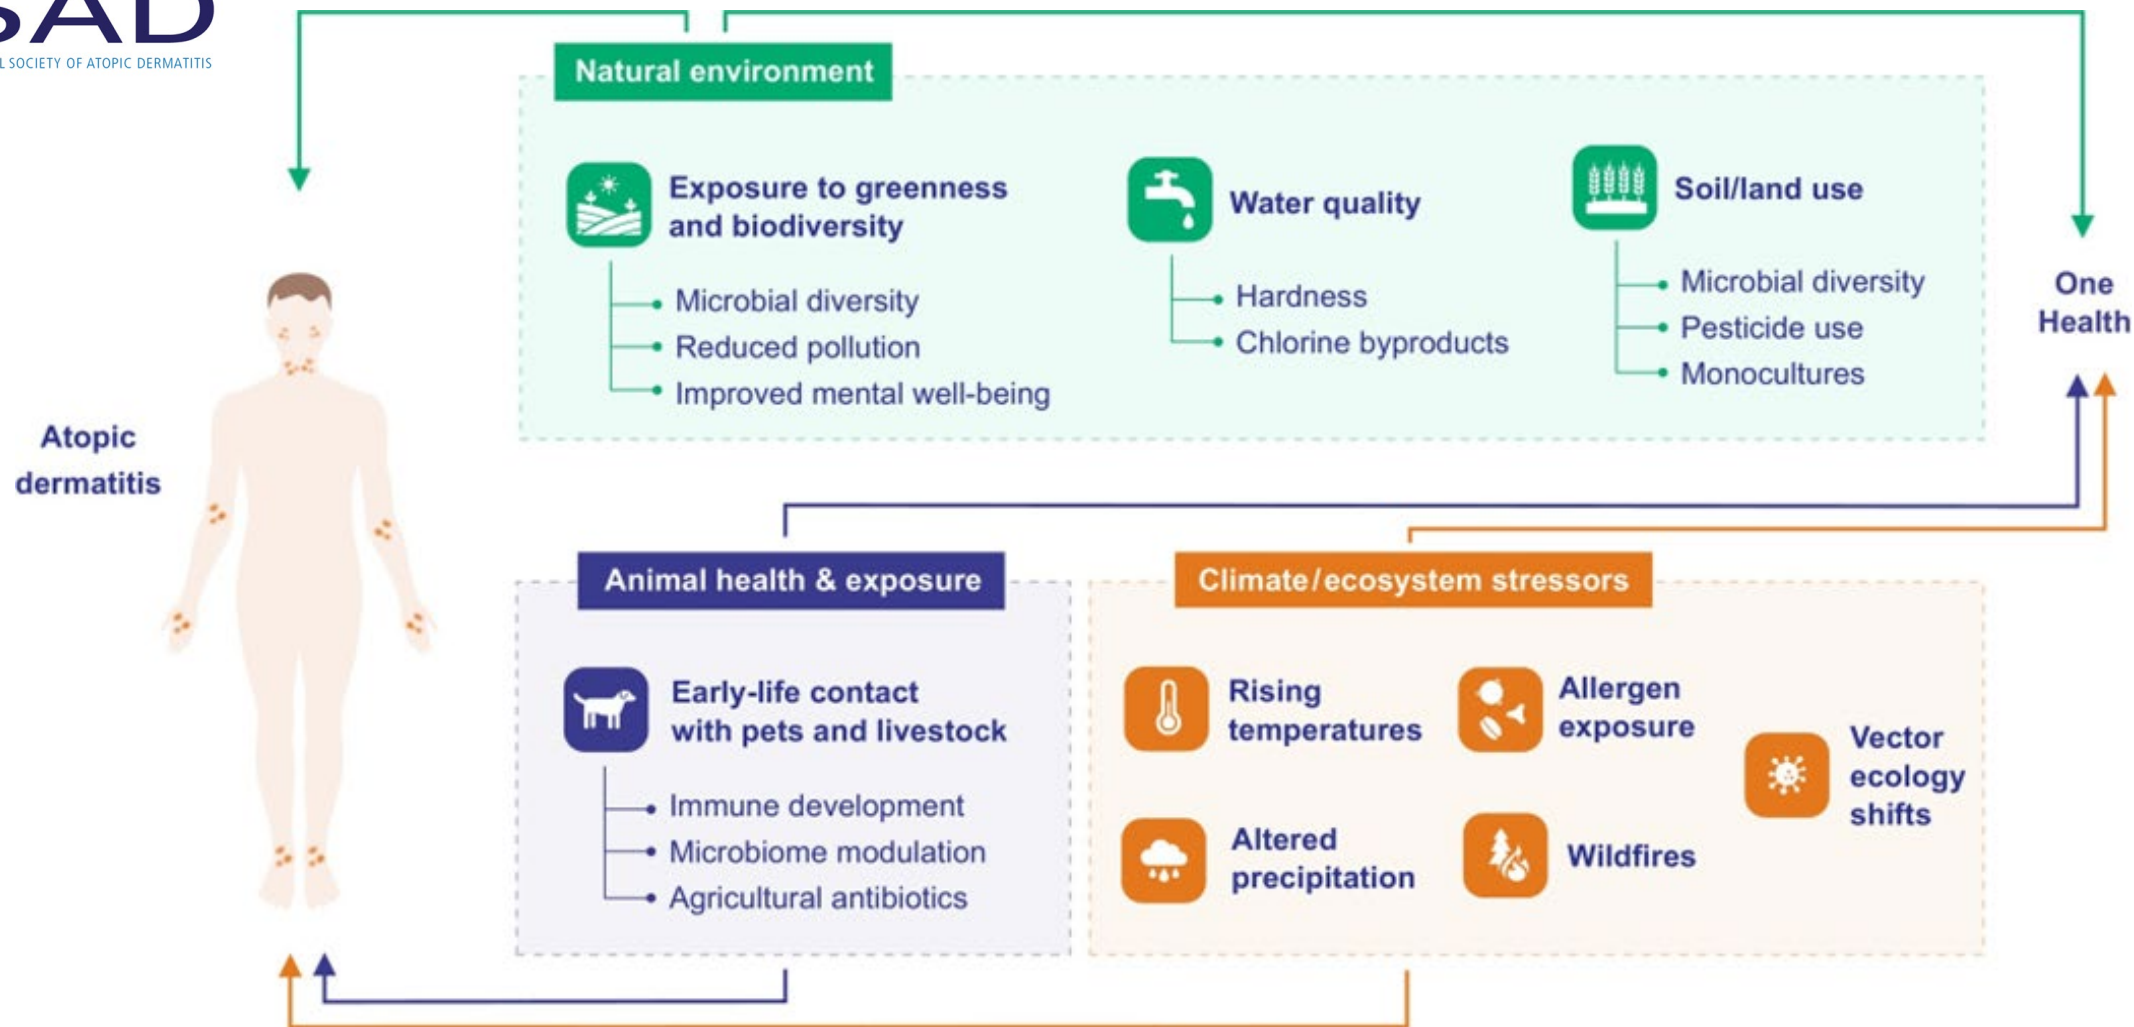 SAD
L SOCIETY OF ATOPIC DERMATITIS
Natural environment
Exposure to greenness
and biodiversity
Microbial diversity
Reduced pollution
Improved mental well-being
Water quality
Hardness
Chlorine byproducts
Soil/land use
Microbial diversity
Pesticide use
Monocultures
One
Health
Atopic
dermatitis
Animal health & exposure
Early-life contact
with pets and livestock
Immune development
Microbiome modulation
Agricultural antibiotics
Climate/ecosystem stressors
Rising
temperatures
Allergen
exposure
Vector
ecology
shifts
Altered
precipitation
Wildfires